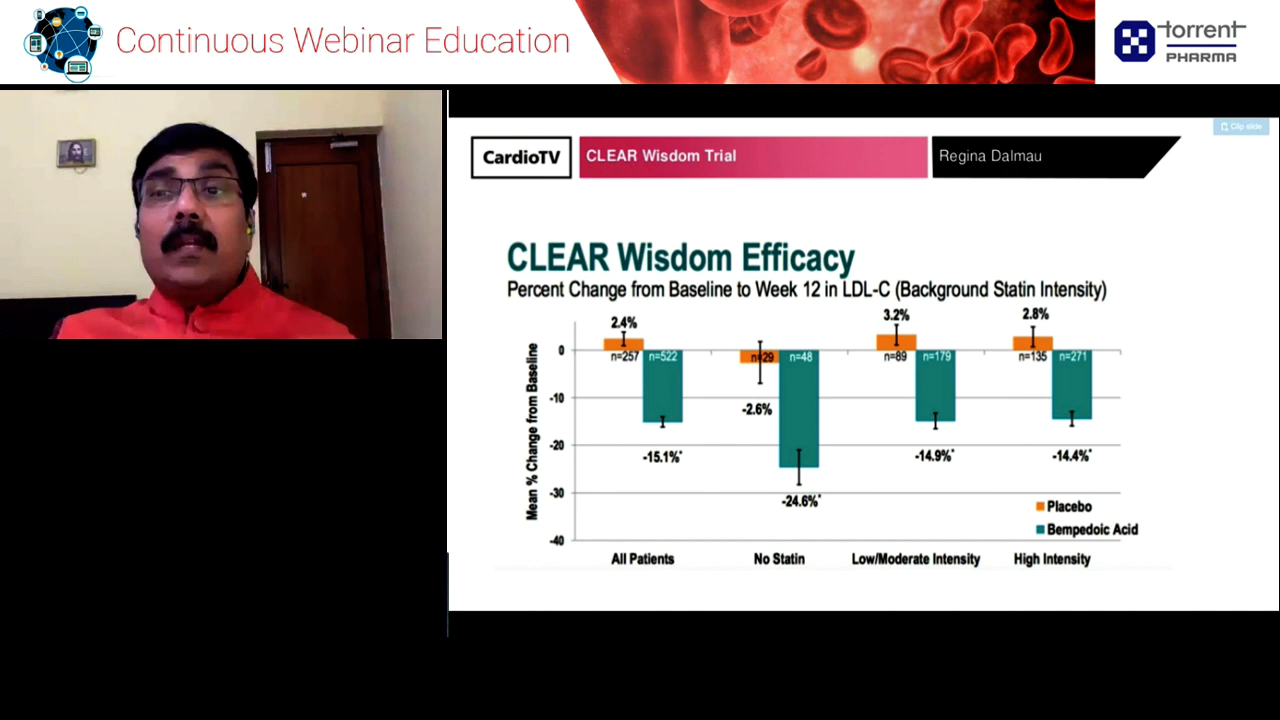 Continuous Webinar Education
torrent
PHARMA
Clip slide
CardioTV
CLEAR Wisdom Trial
Regina Dalmau
CLEAR Wisdom Efficacy
Percent Change from Baseline to Week 12 in LDL-C (Background Statin Intensity)
Mean % Change from Baseline
0
-10
-20
-30
-40
2.4%
n=257
n=522
-15.1%*
n=29
n=48
-2.6%
-24.6%*
3.2%
n=89
n=179
-14.9%*
2.8%
n=135
n=271
-14.4%*
Placebo
Bempedoic Acid
All Patients
No Statin
Low/Moderate Intensity
High Intensity